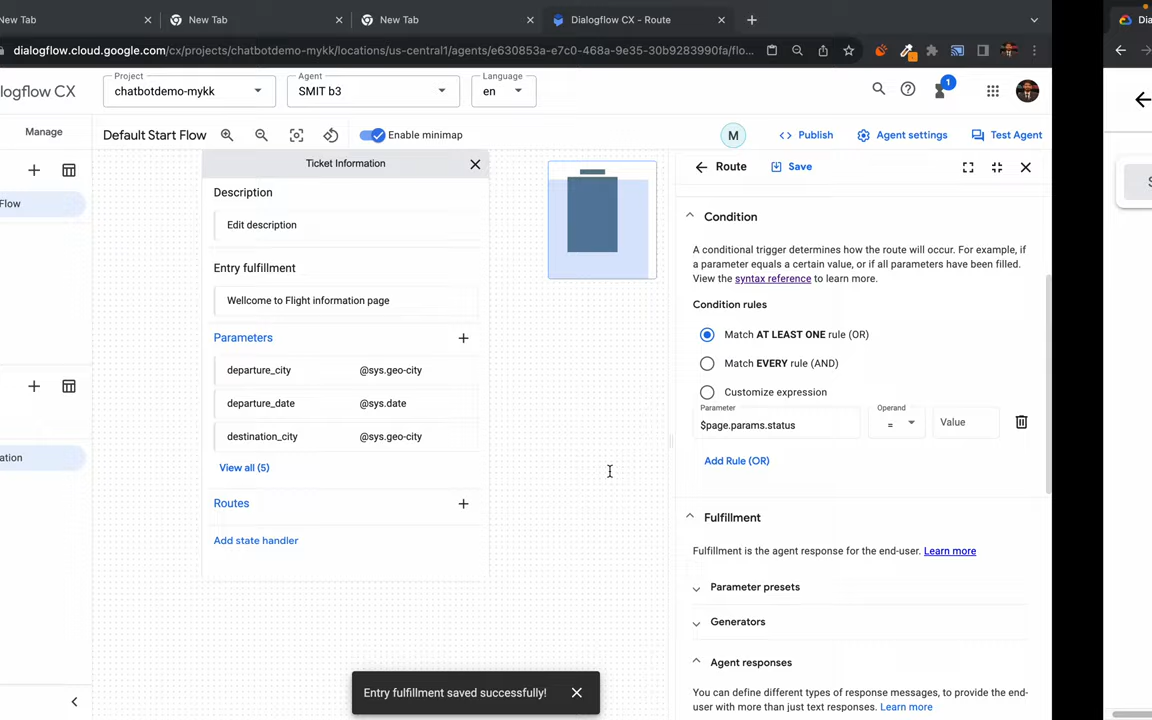 New Tab
New Tab
New Tab
Dialogflow CX - Route
dialogflow.cloud.google.com/cx/projects/chatbotdemo-mykk/locations/us-central1/agents/e630853a-e7c0-468a-9e35-30b9283990fa/flo...
logflow CX
Project
chatbotdemo-mykk
Agent
SMIT b3
Language
en
1
Manage
Default Start Flow
Enable minimap
M
Publish
Agent settings
Test Agent
Flow
ation
Ticket Information
Description
Edit description
Entry fulfillment
Wellcome to Flight information page
Parameters
departure_city @sys.geo-city
departure_date @sys.date
destination_city @sys.geo-city
View all (5)
Routes
Add state handler
Route
Save
Condition
A conditional trigger determines how the route will occur. For example, if
a parameter equals a certain value, or if all parameters have been filled.
View the syntax reference to learn more.
Condition rules
Match AT LEAST ONE rule (OR)
Match EVERY rule (AND)
Customize expression
Parameter
$page.params.status
Operand
=
Value
Add Rule (OR)
Fulfillment
Fulfillment is the agent response for the end-user. Learn more
Parameter presets
Generators
Agent responses
You can define different types of response messages, to provide the end-
user with more than just text responses. Learn more
Entry fulfillment saved successfully!
Dia